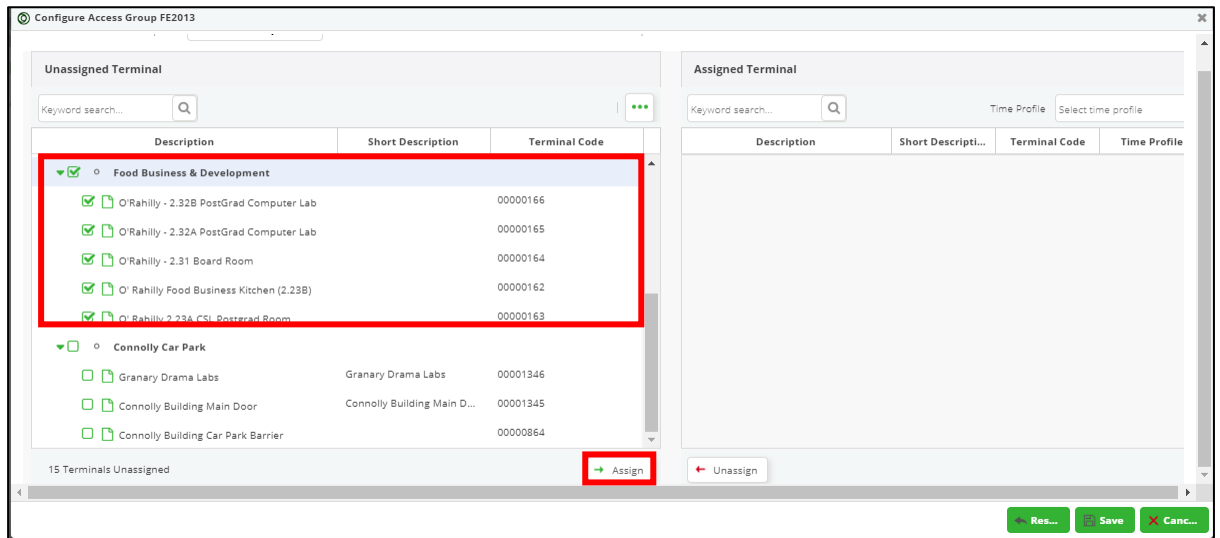 Configure Access Group FE2013
Unassigned Terminal
Keyword search...
Description Short Description Terminal Code
Food Business & Development
O'Rahilly - 2.32B PostGrad Computer Lab 00000166
O'Rahilly - 2.32A PostGrad Computer Lab 00000165
O'Rahilly - 2.31 Board Room 00000164
O' Rahilly Food Business Kitchen (2.23B) 00000162
O' Rahilly 2.23A CSL Postgrad Room 00000163
Connolly Car Park
Granary Drama Labs Granary Drama Labs 00001346
Connolly Building Main Door Connolly Building Main D... 00001345
Connolly Building Car Park Barrier 00000864
15 Terminals Unassigned Assign
Assigned Terminal
Keyword search... Time Profile Select time profile
Description Short Descripti... Terminal Code Time Profile
Unassign
Res... Save Canc...